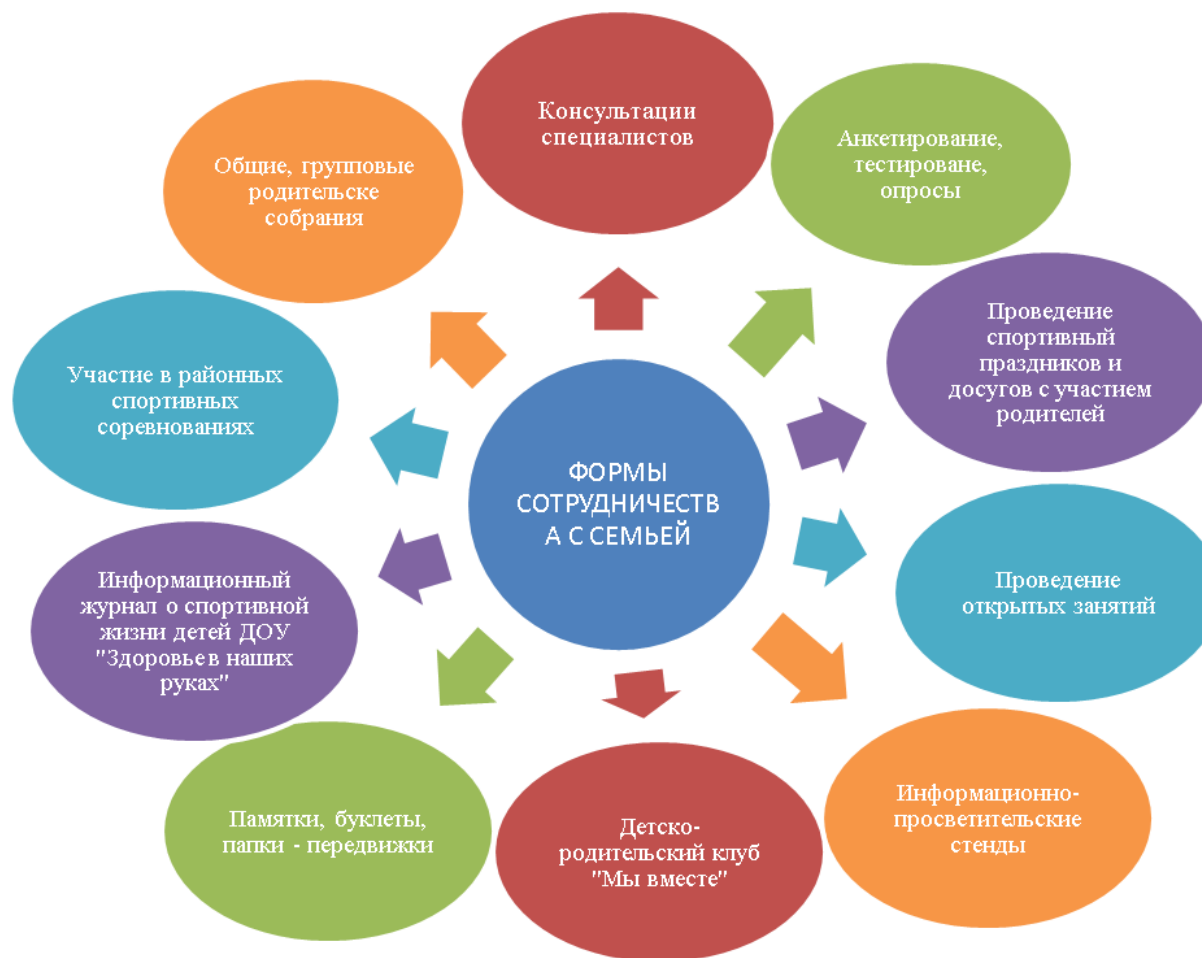 Консультации
специалистов
Анкетирование,
тестироване,
опросы
Проведение
спортивный
праздников и
досугов с участием
родителей
Проведение
открытых занятий
Информационно-
просветительские
стенды
Детско-
родительский клуб
"Мы вместе"
Памятки, буклеты,
папки - передвижки
Информационный
журнал о спортивной
жизни детей ДОУ
"Здоровье в наших
руках"
Участие в районных
спортивных
соревнованиях
Общие, групповые
родительске
собрания
ФОРМЫ
СОТРУДНИЧЕСТВ
А С СЕМЬЕЙ